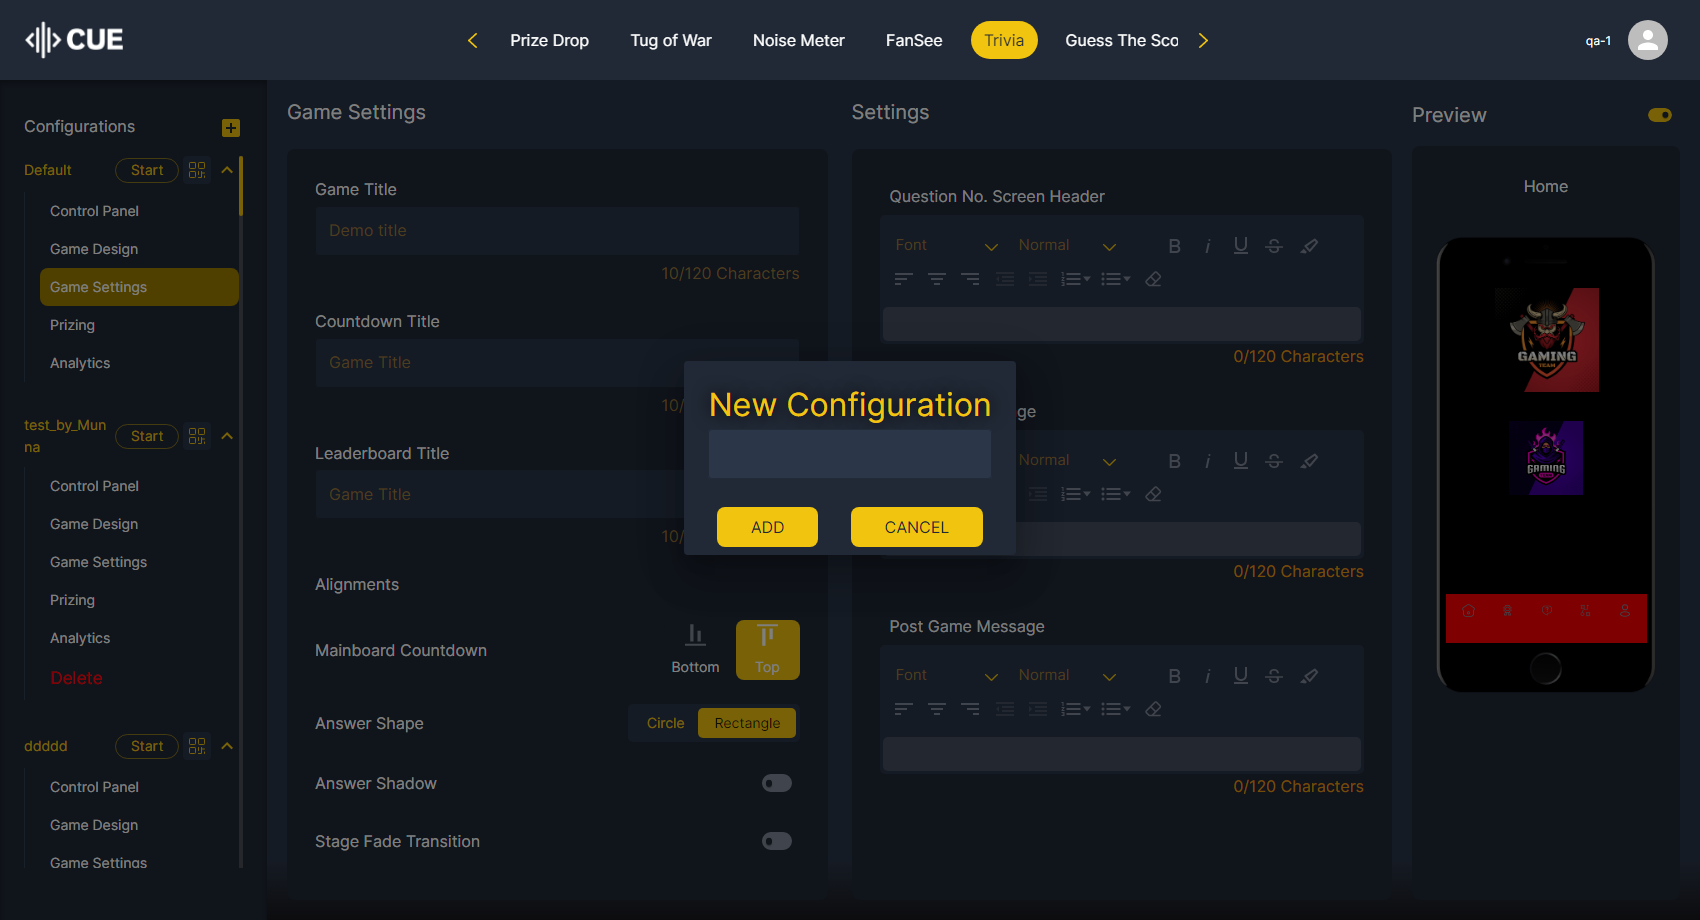 CUE
Prize Drop
Tug of War
Noise Meter
FanSee
Trivia
Guess The Sco
qa-1
Configurations
Default
Start
Control Panel
Game Design
Game Settings
Prizing
Analytics
test_by_Mun
na
Start
Control Panel
Game Design
Game Settings
Prizing
Analytics
Delete
ddddd
Start
Control Panel
Game Design
Game Settings
Game Settings
Game Title
Demo title
10/120 Characters
Countdown Title
Game Title
10/
Leaderboard Title
Game Title
10/
Alignments
Mainboard Countdown
Bottom
Top
Answer Shape
Circle
Rectangle
Answer Shadow
Stage Fade Transition
New Configuration
ADD
CANCEL
Settings
Question No. Screen Header
Font
Normal
B
i
U
S
0/120 Characters
ge
Normal
B
i
U
S
0/120 Characters
Post Game Message
Font
Normal
B
i
U
S
0/120 Characters
Preview
Home
GAMING
TEAM
GAMING